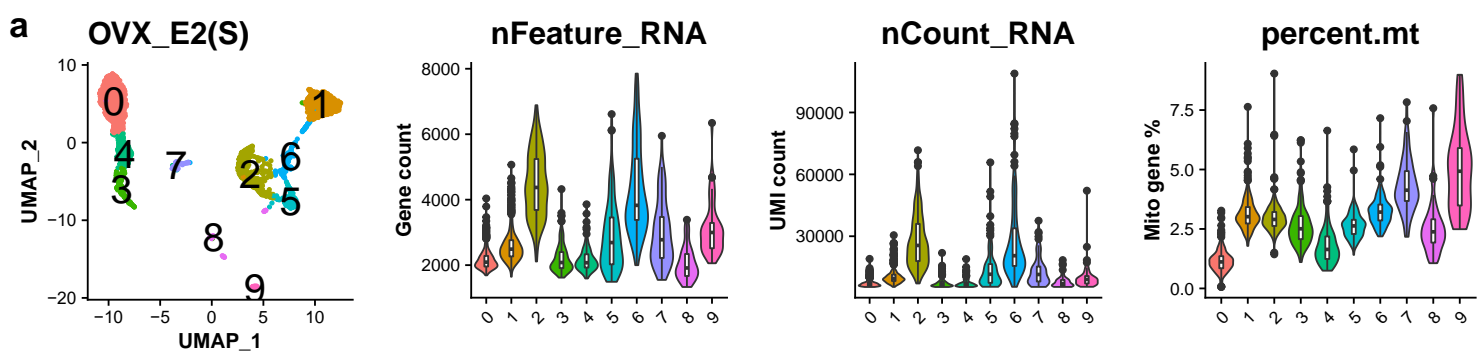 a
OVX_E2(S)
10
0
−10
−20
UMAP_2
−10 −5 0 5 10
UMAP_1
0
1
2
3
4
5
6
7
8
9
nFeature_RNA
8000
6000
4000
2000
Gene count
0 1 2 3 4 5 6 7 8 9
nCount_RNA
90000
60000
30000
UMI count
0 1 2 3 4 5 6 7 8 9
percent.mt
7.5
5.0
2.5
0.0
Mito gene %
0 1 2 3 4 5 6 7 8 9